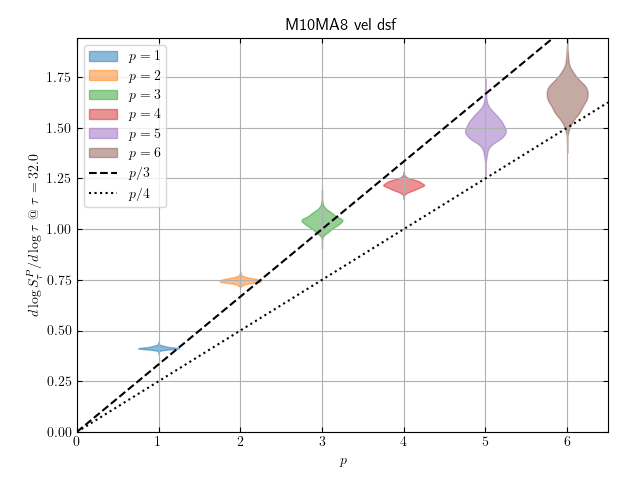 M10MA8 vel dsf
p = 1
p = 2
p = 3
p = 4
p = 5
p = 6
p/3
p/4
d log S_τ^P / d log τ @ τ = 32.0
1.75
1.50
1.25
1.00
0.75
0.50
0.25
0.00
0 1 2 3 4 5 6
p